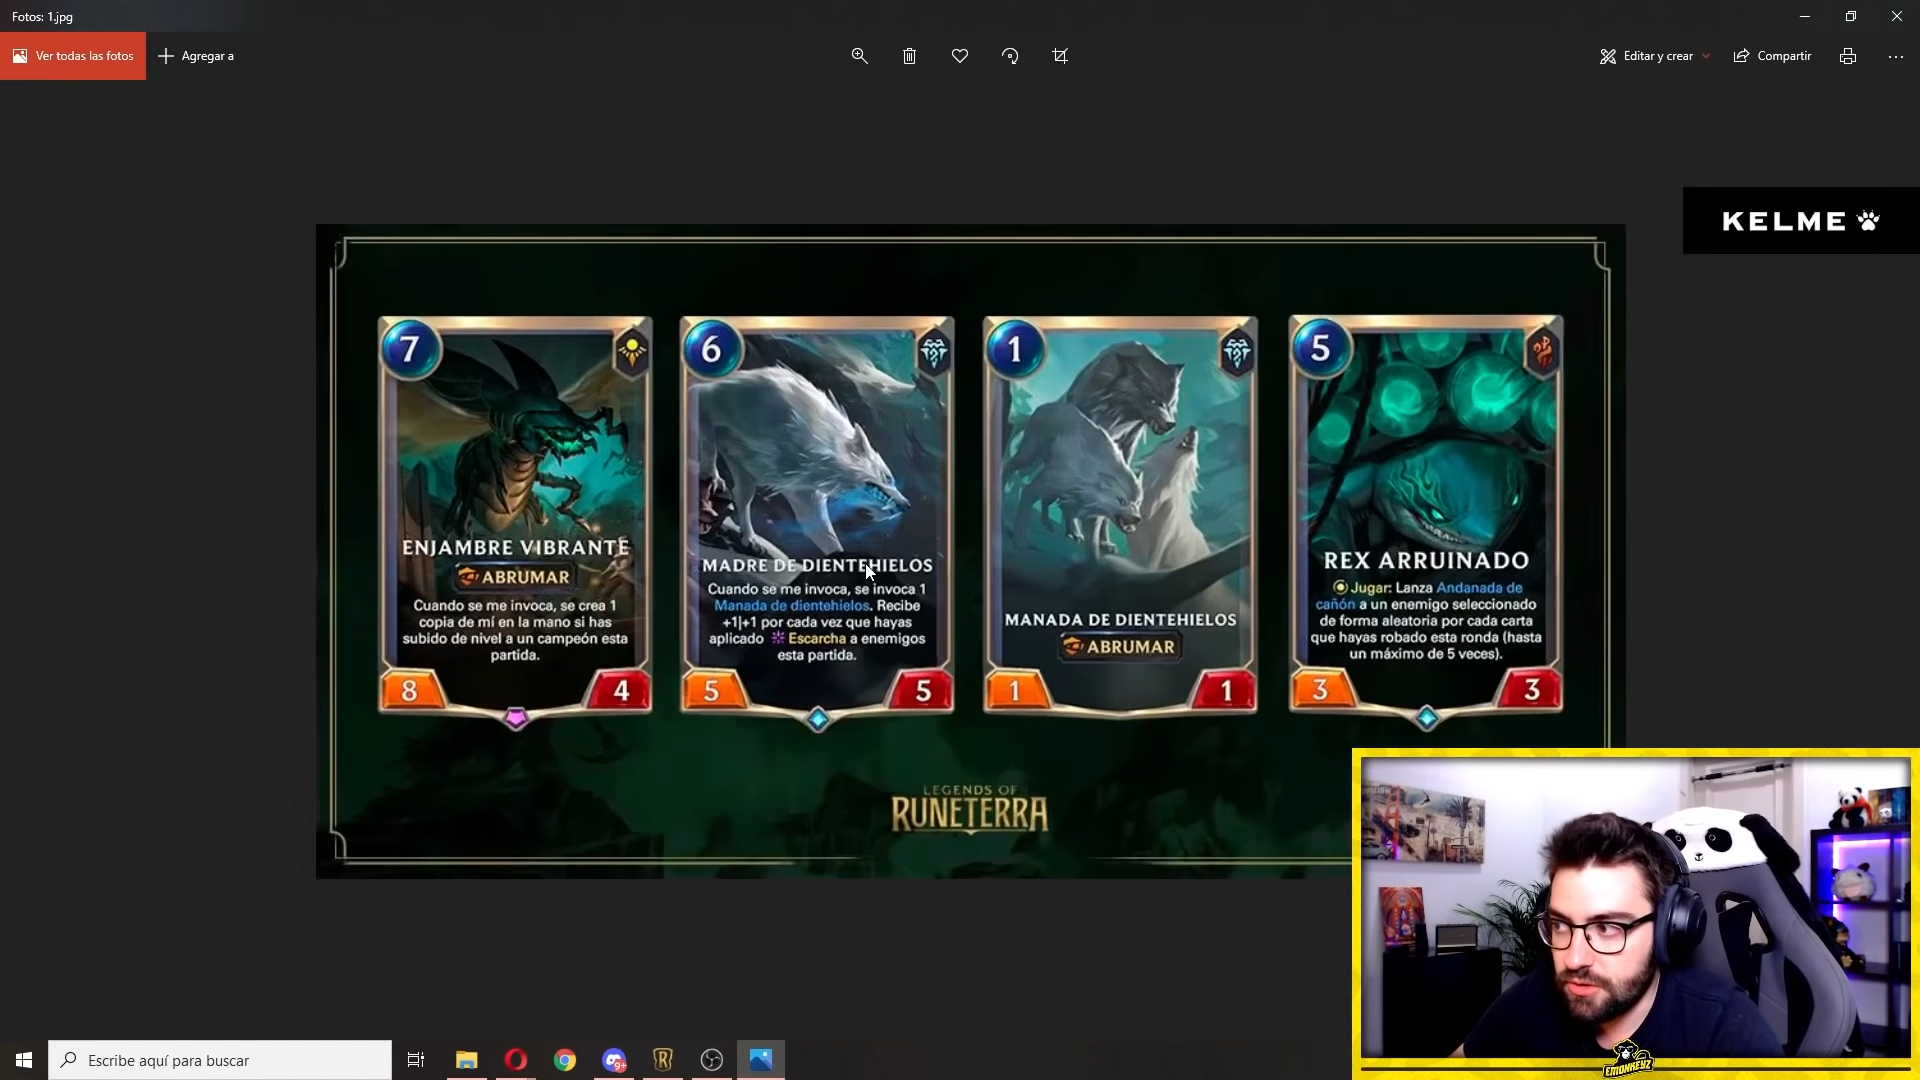 Fotos: 1.jpg
Ver todas las fotos
Agregar a
Editar y crear
Compartir
KELME
7
6
1
5
ENJAMBRE VIBRANTE
ABRUMAR
Cuando se me invoca, se crea 1
copia de mí en la mano si has
subido de nivel a un campeón esta
partida.
8
4
MADRE DE DIENTEHIELOS
Cuando se me invoca, se invoca 1
Manada de dientehielos. Recibe
+1|+1 por cada vez que hayas
aplicado Escarcha a enemigos
esta partida.
5
5
MANADA DE DIENTEHIELOS
ABRUMAR
1
1
REX ARRUINADO
Jugar: Lanza Andanada de
cañón a un enemigo seleccionado
de forma aleatoria por cada carta
que hayas robado esta ronda (hasta
un máximo de 5 veces).
3
3
LEGENDS OF
RUNETERRA
EMONKEYZ
Escribe aquí para buscar
9+